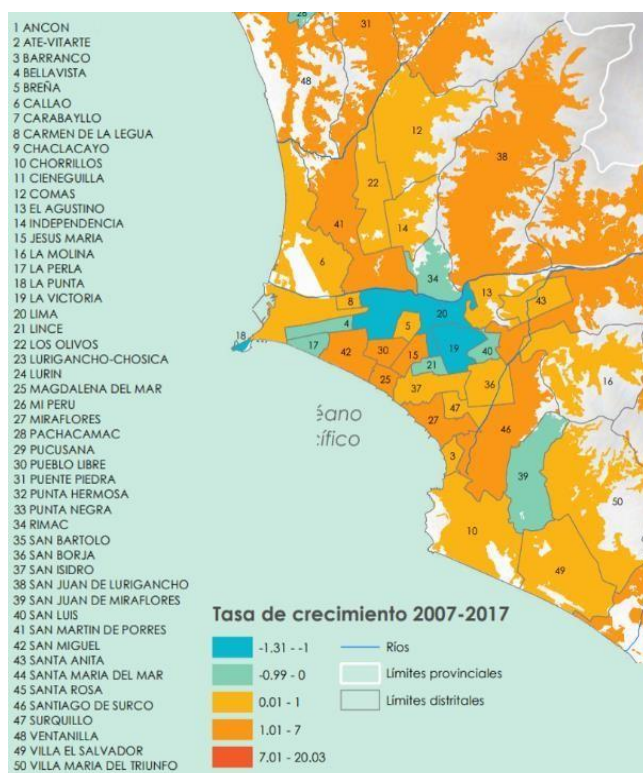 1 ANCON
2 ATE-VITARTE
3 BARRANCO
4 BELLAVISTA
5 BREÑA
6 CALLAO
7 CARABAYLLO
8 CARMEN DE LA LEGUA
9 CHACLACAYO
10 CHORRILLOS
11 CIENEGUILLA
12 COMAS
13 EL AGUSTINO
14 INDEPENDENCIA
15 JESUS MARIA
16 LA MOLINA
17 LA PERLA
18 LA PUNTA
19 LA VICTORIA
20 LIMA
21 LINCE
22 LOS OLIVOS
23 LURIGANCHO-CHOSICA
24 LURIN
25 MAGDALENA DEL MAR
26 MI PERU
27 MIRAFLORES
28 PACHACAMAC
29 PUCUSANA
30 PUEBLO LIBRE
31 PUENTE PIEDRA
32 PUNTA HERMOSA
33 PUNTA NEGRA
34 RIMAC
35 SAN BARTOLO
36 SAN BORJA
37 SAN ISIDRO
38 SAN JUAN DE LURIGANCHO
39 SAN JUAN DE MIRAFLORES
40 SAN LUIS
41 SAN MARTIN DE PORRES
42 SAN MIGUEL
43 SANTA ANITA
44 SANTA MARIA DEL MAR
45 SANTA ROSA
46 SANTIAGO DE SURCO
47 SURQUILLO
48 VENTANILLA
49 VILLA EL SALVADOR
50 VILLA MARIA DEL TRIUNFO
31
48
12
38
22
41
14
6
34
8
13
43
20
4
5
18
17
42
30
15
19
40
21
25
37
36
16
47
27
46
3
39
50
10
49
éano
cífico
Tasa de crecimiento 2007-2017
-1.31 - -1
-0.99 - 0
0.01 - 1
1.01 - 7
7.01 - 20.03
Ríos
Límites provinciales
Límites distritales